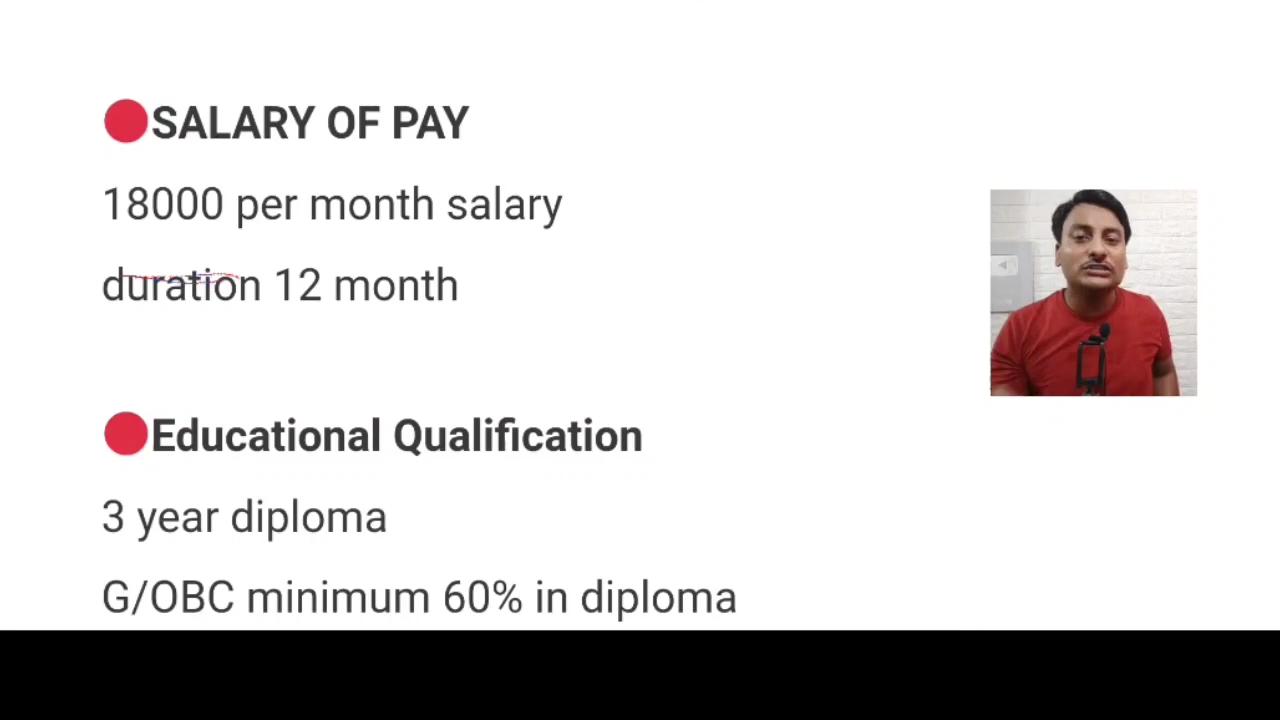 SALARY OF PAY
18000 per month salary
duration 12 month
Educational Qualification
3 year diploma
G/OBC minimum 60% in diploma